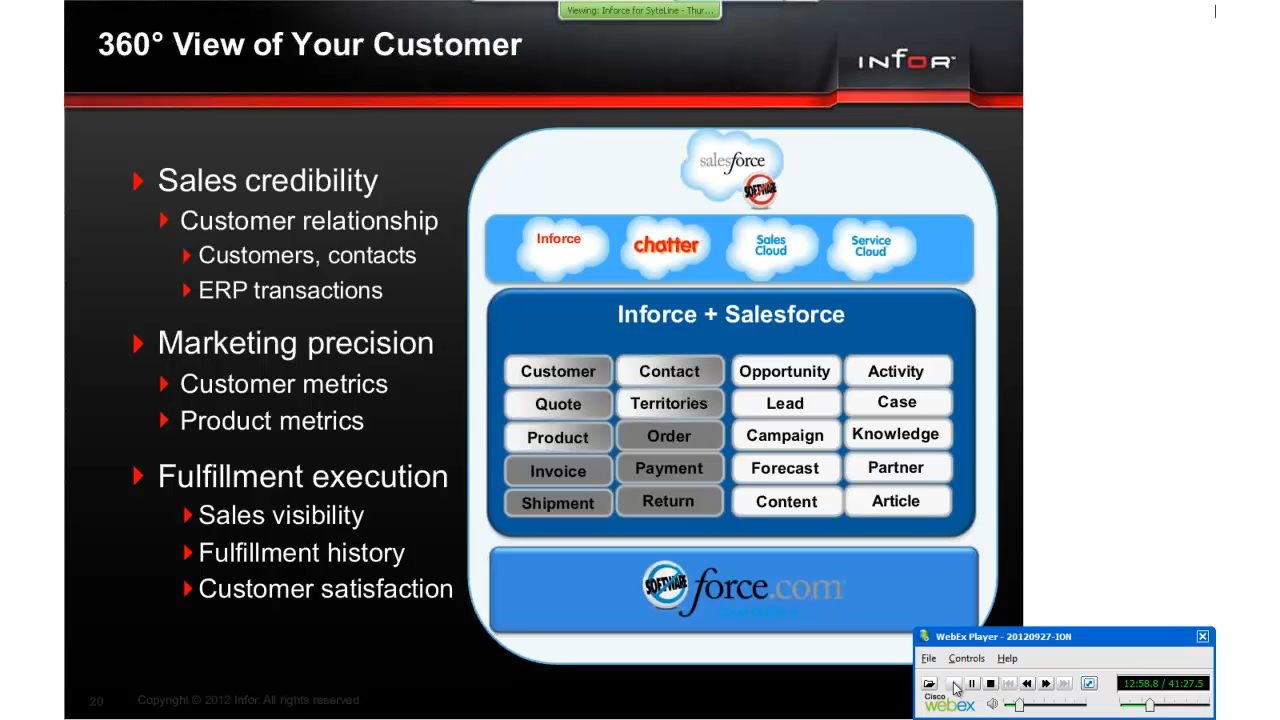 Viewing: Inforce for SyteLine - Thur...
360° View of Your Customer
INFOR™
Sales credibility
Customer relationship
Customers, contacts
ERP transactions
Marketing precision
Customer metrics
Product metrics
Fulfillment execution
Sales visibility
Fulfillment history
Customer satisfaction
salesforce
SOFTWARE
Inforce
chatter
Sales
Cloud
Service
Cloud
Inforce + Salesforce
Customer Contact Opportunity Activity
Quote Territories Lead Case
Product Order Campaign Knowledge
Invoice Payment Forecast Partner
Shipment Return Content Article
SOFTWARE force.com
20 Copyright © 2012 Infor. All rights reserved
WebEx Player - 20120927-ION
File Controls Help
12:58.8 / 41:27.5
Cisco
webex